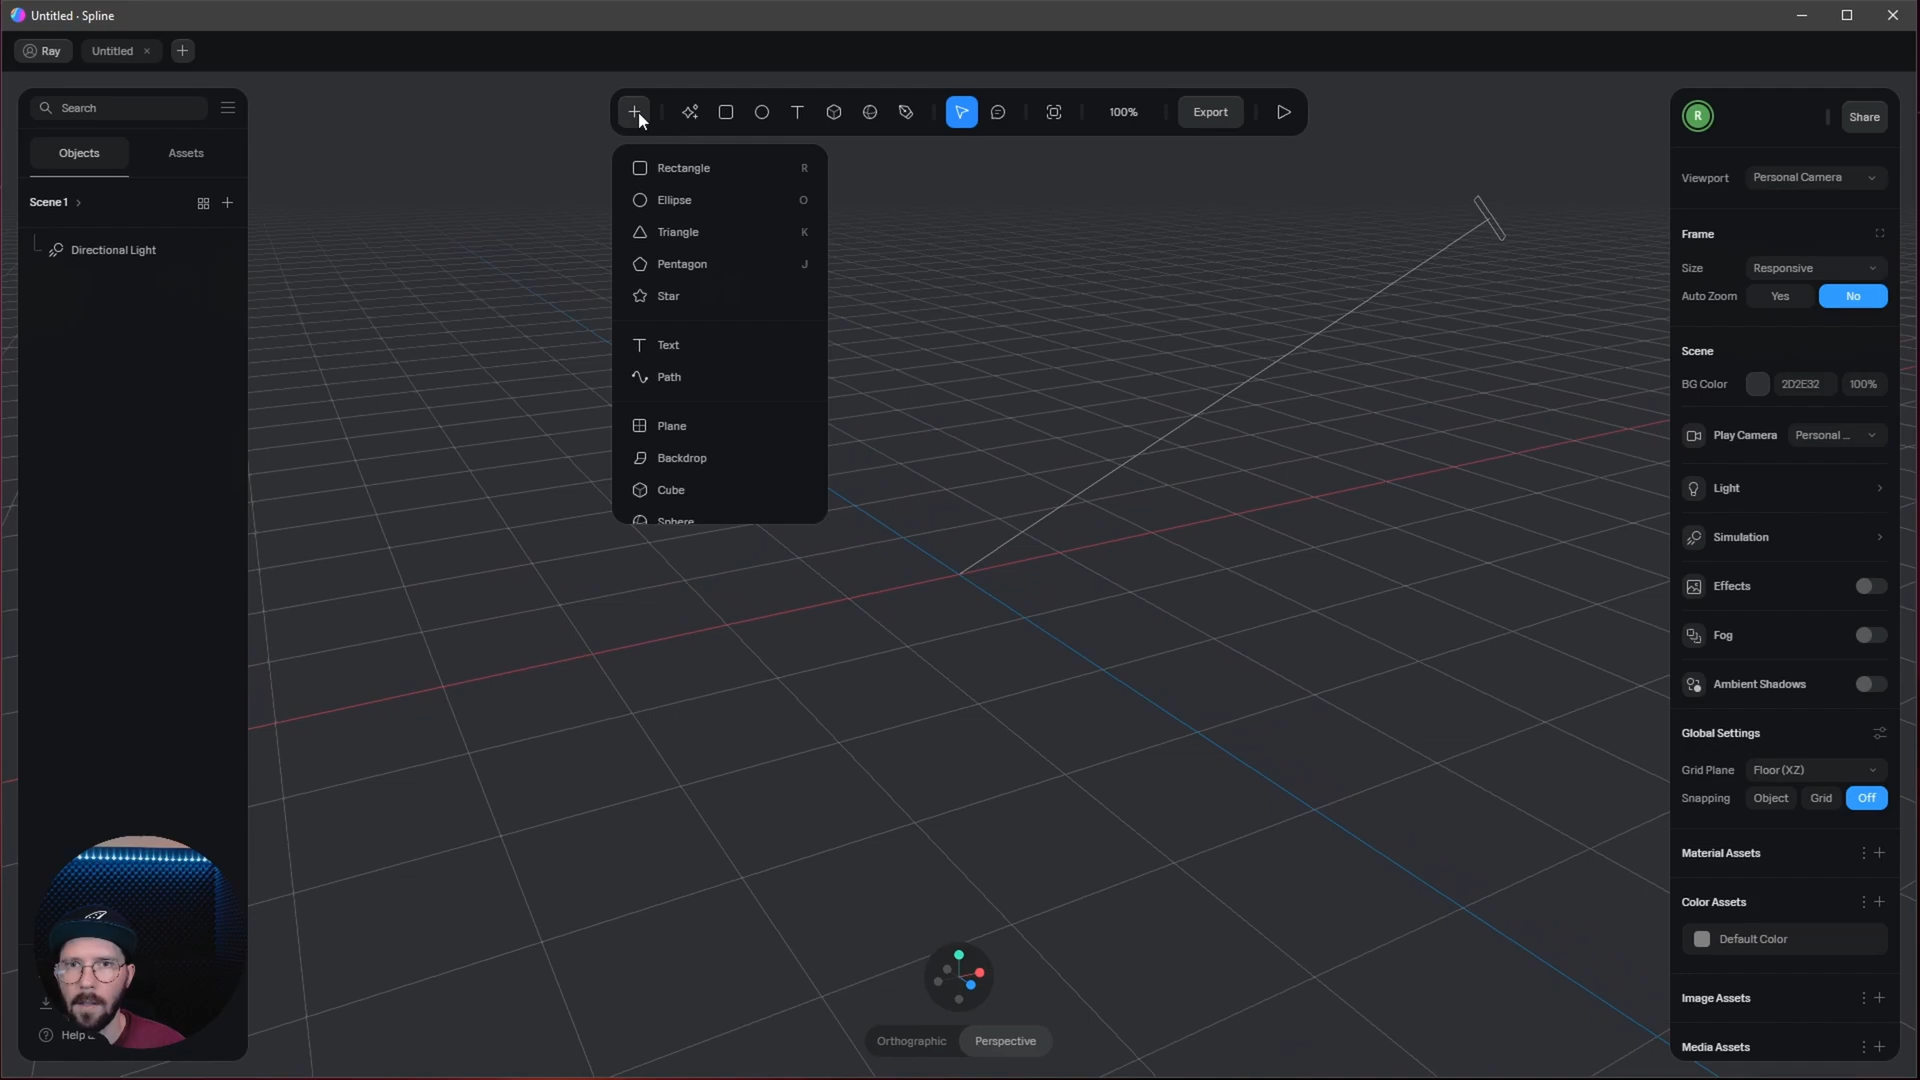 Untitled · Spline
Ray
Untitled
Search
Objects
Assets
Scene 1
Directional Light
100%
Export
Rectangle R
Ellipse O
Triangle K
Pentagon J
Star
Text
Path
Plane
Backdrop
Cube
Sphere
R
Share
Viewport Personal Camera
Frame
Size Responsive
Auto Zoom Yes No
Scene
BG Color 2D2E32 100%
Play Camera Personal ...
Light
Simulation
Effects
Fog
Ambient Shadows
Global Settings
Grid Plane Floor (XZ)
Snapping Object Grid Off
Material Assets
Color Assets
Default Color
Image Assets
Media Assets
Orthographic Perspective
Help